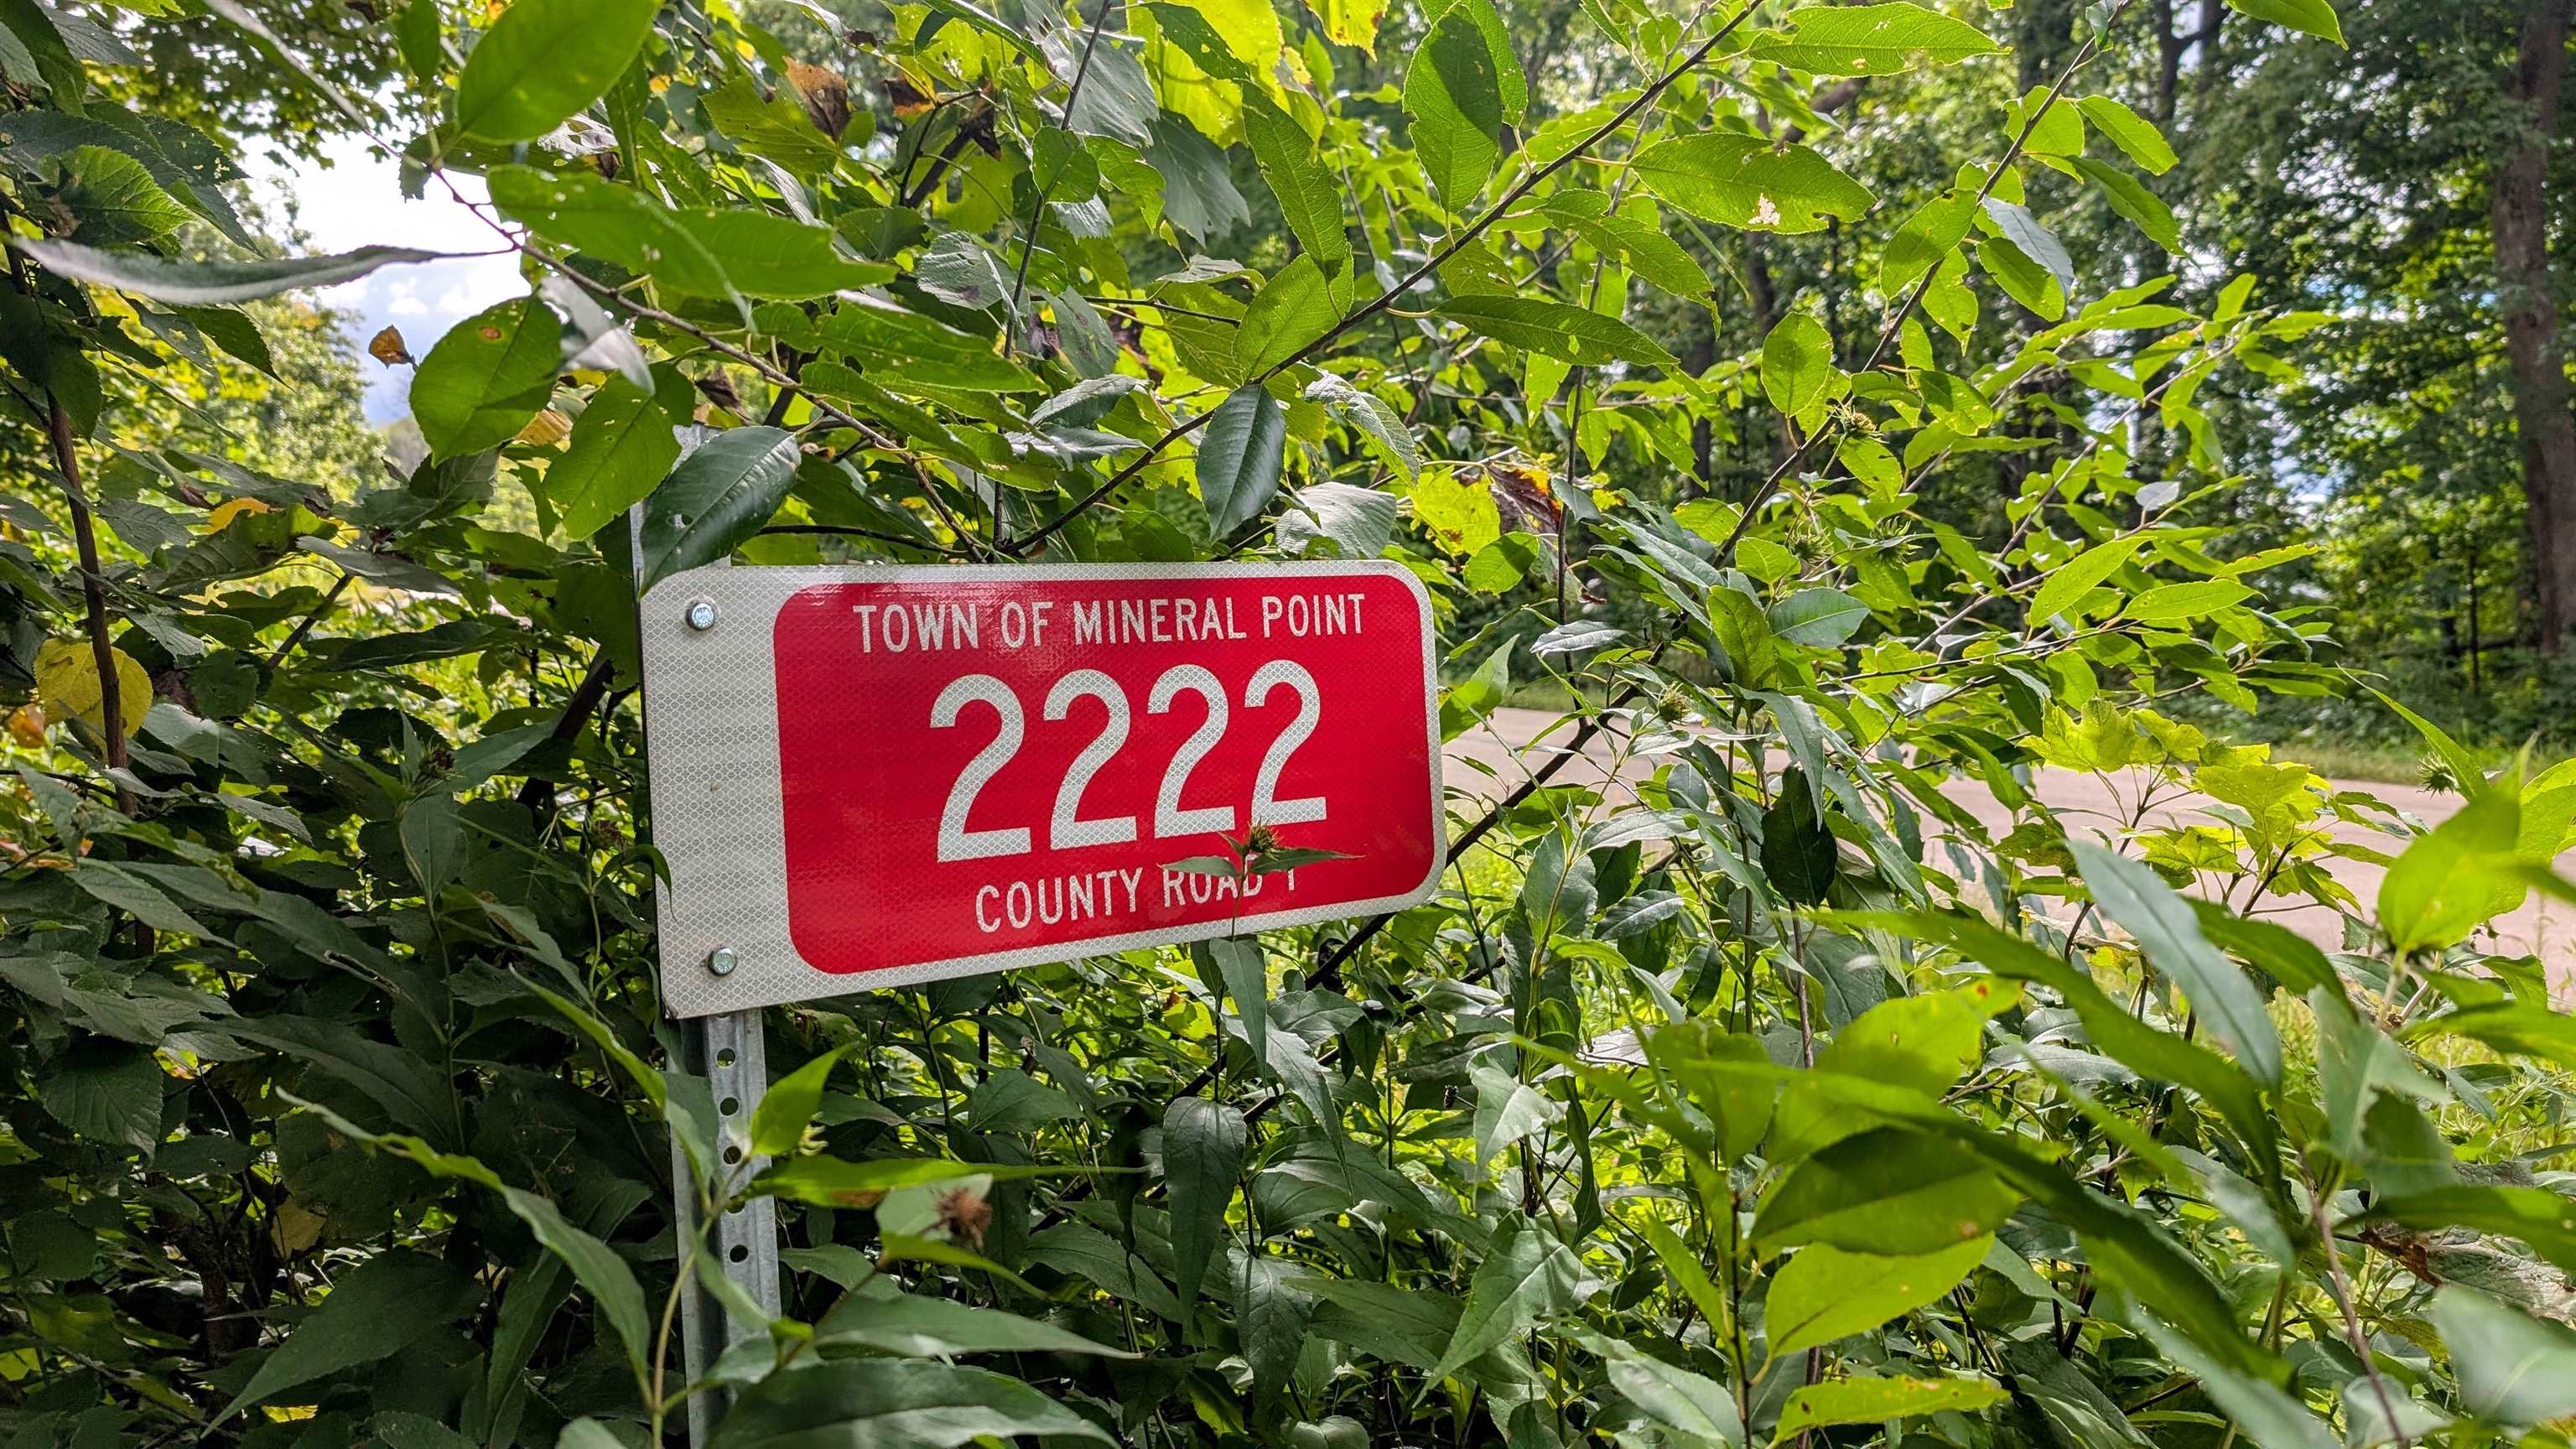 TOWN OF MINERAL POINT
2222
COUNTY ROAD